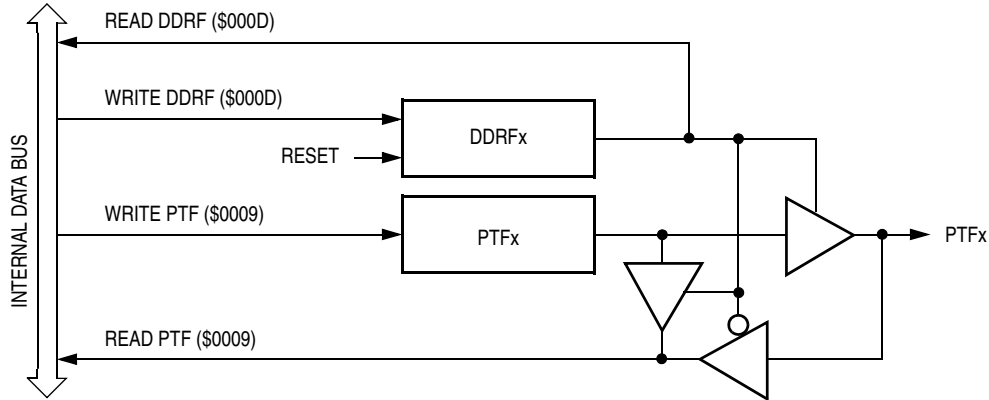 READ DDRF ($000D)
WRITE DDRF ($000D)
DDRFx
RESET
INTERNAL DATA BUS
WRITE PTF ($0009)
PTFx
PTFx
READ PTF ($0009)